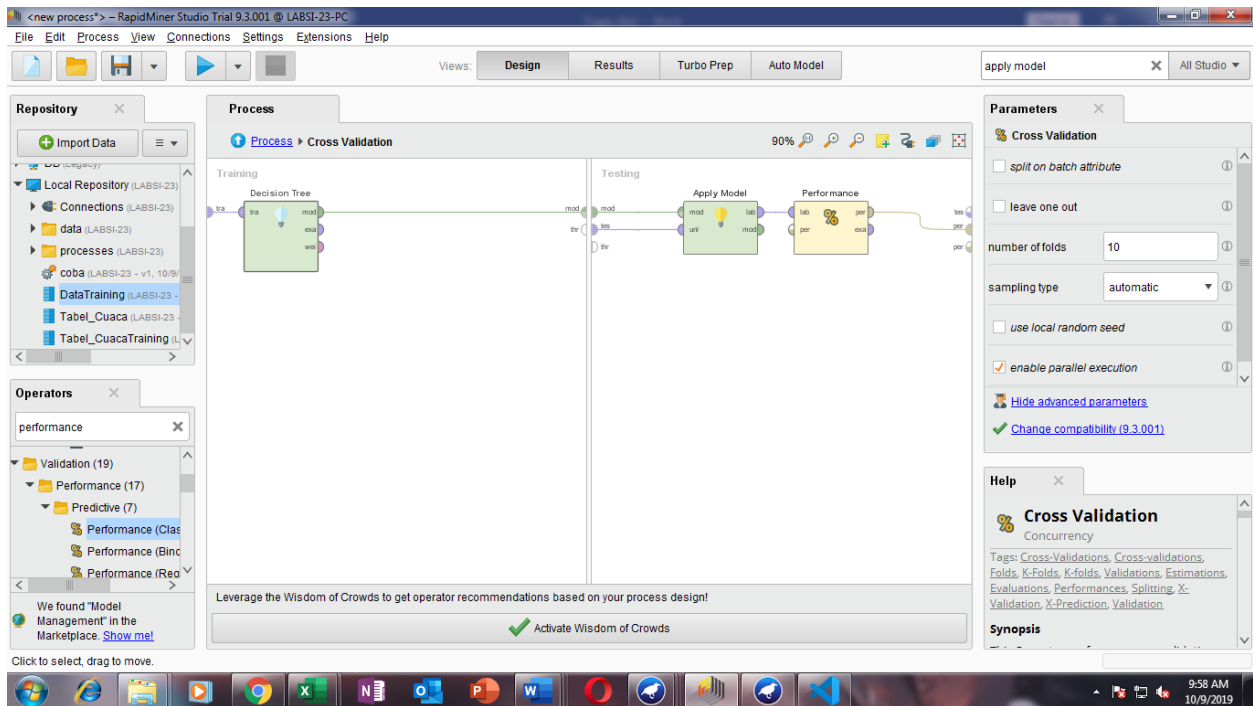 <new process*> – RapidMiner Studio Trial 9.3.001 @ LABSI-23-PC
File Edit Process View Connections Settings Extensions Help
Views: Design Results Turbo Prep Auto Model
apply model All Studio
Repository
Import Data
DB (Legacy)
Local Repository (LABSI-23)
Connections (LABSI-23)
data (LABSI-23)
processes (LABSI-23)
coba (LABSI-23 - v1, 10/9/
DataTraining (LABSI-23 -
Tabel_Cuaca (LABSI-23 -
Tabel_CuacaTraining (L
Operators
performance
Validation (19)
Performance (17)
Predictive (7)
Performance (Clas
Performance (Binc
Performance (Reg
We found "Model
Management" in the
Marketplace. Show me!
Process
Process Cross Validation
90%
Training
Decision Tree
tra tra mod mod
exa thr
wei
Testing
Apply Model Performance
mod mod lab lab per tes
tes unl mod per exa per
thr per
Leverage the Wisdom of Crowds to get operator recommendations based on your process design!
Activate Wisdom of Crowds
Parameters
Cross Validation
split on batch attribute
leave one out
number of folds 10
sampling type automatic
use local random seed
enable parallel execution
Hide advanced parameters
Change compatibility (9.3.001)
Help
Cross Validation
Concurrency
Tags: Cross-Validations, Cross-validations,
Folds, K-Folds, K-folds, Validations, Estimations,
Evaluations, Performances, Splitting, X-
Validation, X-Prediction, Validation
Synopsis
Click to select, drag to move.
9:58 AM
10/9/2019